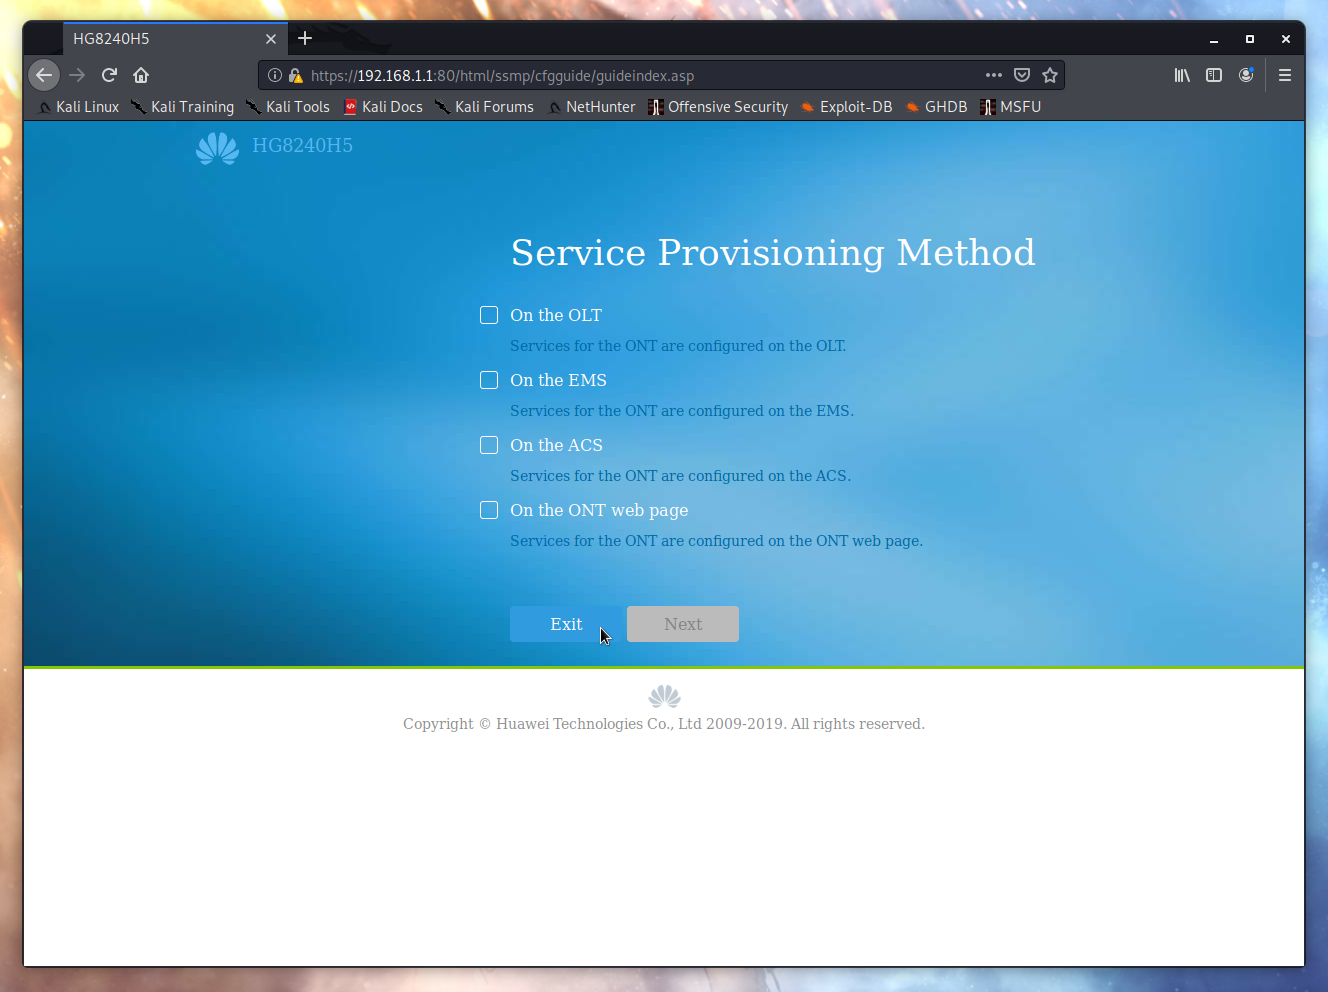 HG8240H5
https://192.168.1.1:80/html/ssmp/cfgguide/guideindex.asp
Kali Linux Kali Training Kali Tools Kali Docs Kali Forums NetHunter Offensive Security Exploit-DB GHDB MSFU
HG8240H5
Service Provisioning Method
On the OLT
Services for the ONT are configured on the OLT.
On the EMS
Services for the ONT are configured on the EMS.
On the ACS
Services for the ONT are configured on the ACS.
On the ONT web page
Services for the ONT are configured on the ONT web page.
Exit Next
Copyright © Huawei Technologies Co., Ltd 2009-2019. All rights reserved.